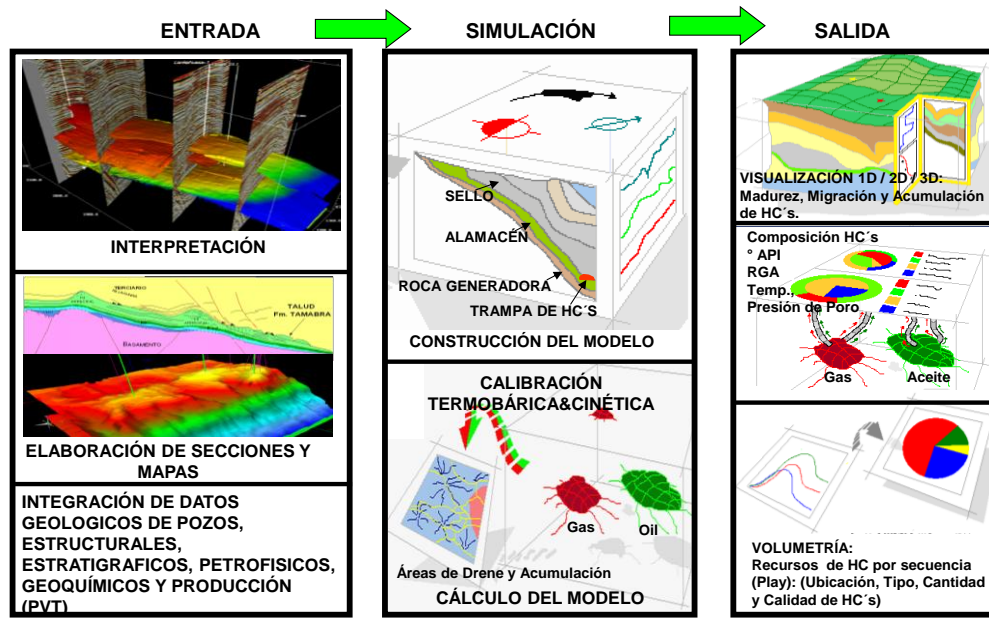 ENTRADA
SIMULACIÓN
SALIDA
INTERPRETACIÓN
TERCIARIO
TALUD
Fm. TAMABRA
BASAMENTO
ELABORACIÓN DE SECCIONES Y
MAPAS
INTEGRACIÓN DE DATOS
GEOLOGICOS DE POZOS,
ESTRUCTURALES,
ESTRATIGRAFICOS, PETROFISICOS,
GEOQUÍMICOS Y PRODUCCIÓN
(PVT)
SELLO
ALAMACÉN
ROCA GENERADORA
TRAMPA DE HC´S
CONSTRUCCIÓN DEL MODELO
CALIBRACIÓN
TERMOBÁRICA&CINÉTICA
Gas
Oil
Áreas de Drene y Acumulación
CÁLCULO DEL MODELO
VISUALIZACIÓN 1D / 2D / 3D:
Madurez, Migración y Acumulación
de HC´s.
Composición HC´s
° API
RGA
Temp.,
Presión de Poro
Gas
Aceite
VOLUMETRÍA:
Recursos de HC por secuencia
(Play): (Ubicación, Tipo, Cantidad
y Calidad de HC´s)